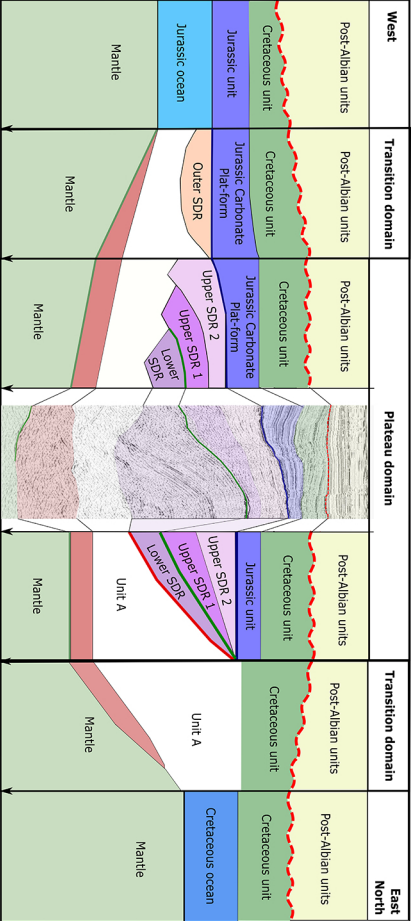 West
Post-Albian units
Cretaceous unit
Jurassic unit
Jurassic ocean
Mantle
Transition domain
Post-Albian units
Cretaceous unit
Jurassic Carbonate
Plat-form
Outer SDR
Mantle
Plateau domain
Post-Albian units
Cretaceous unit
Jurassic Carbonate
Plat-form
Upper SDR 2
Upper SDR 1
Lower
SDR
Mantle
Post-Albian units
Cretaceous unit
Jurassic unit
Upper SDR 2
Upper SDR 1
Lower SDR
Unit A
Mantle
Transition domain
Post-Albian units
Cretaceous unit
Unit A
Mantle
East
North
Post-Albian units
Cretaceous unit
Cretaceous ocean
Mantle